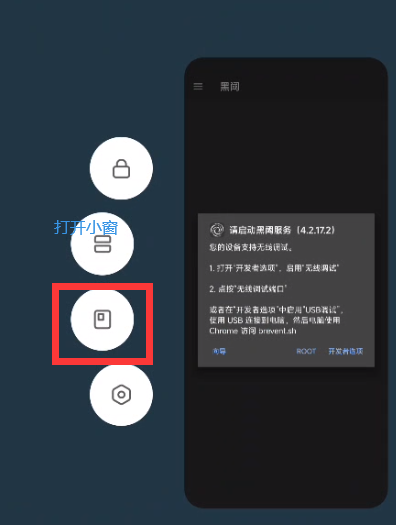 黑阈
打开小窗
请启动黑阈服务（4.2.17.2）
您的设备支持无线调试。
1. 打开“开发者选项”，启用“无线调试”
2. 点按“无线调试端口”
或者在“开发者选项”中启用“USB调试”，
使用 USB 连接到电脑，然后电脑使用
Chrome 访问 brevent.sh
向导 ROOT 开发者选项